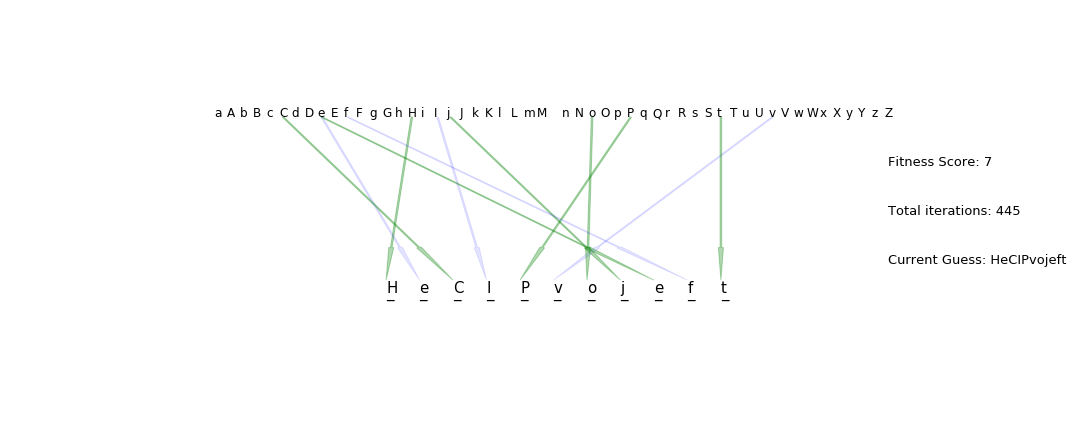 a A b B c C d D e E f F g G h H i I j J k K l L m M n N o O p P q Q r R s S t T u U v V w W x X y Y z Z
Fitness Score: 7
Total iterations: 445
Current Guess: HeCIPvojeft
H e C I P v o j e f t